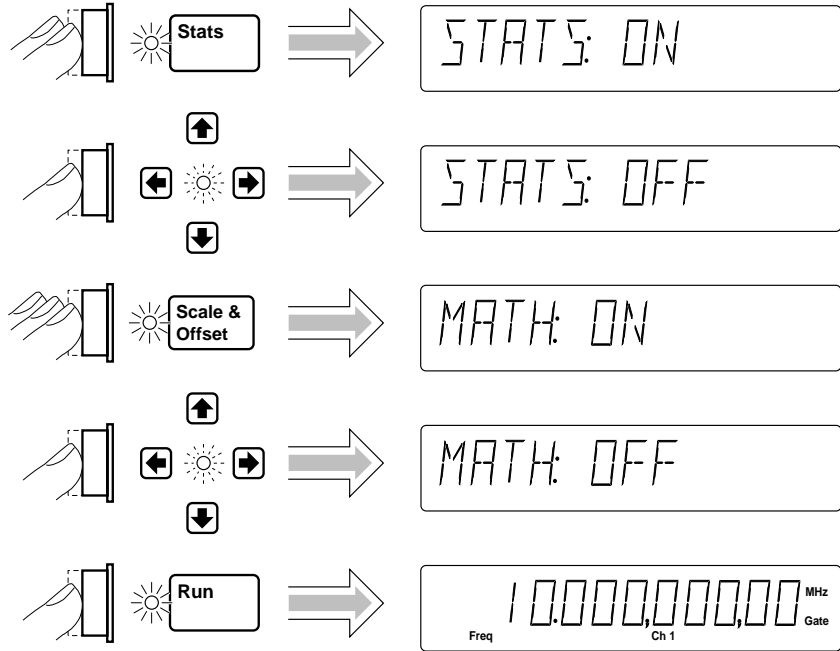 Stats
STATS: ON
STATS: OFF
Scale &
Offset
MATH: ON
MATH: OFF
Run
10.000,000,00 MHz
Gate
Freq Ch 1